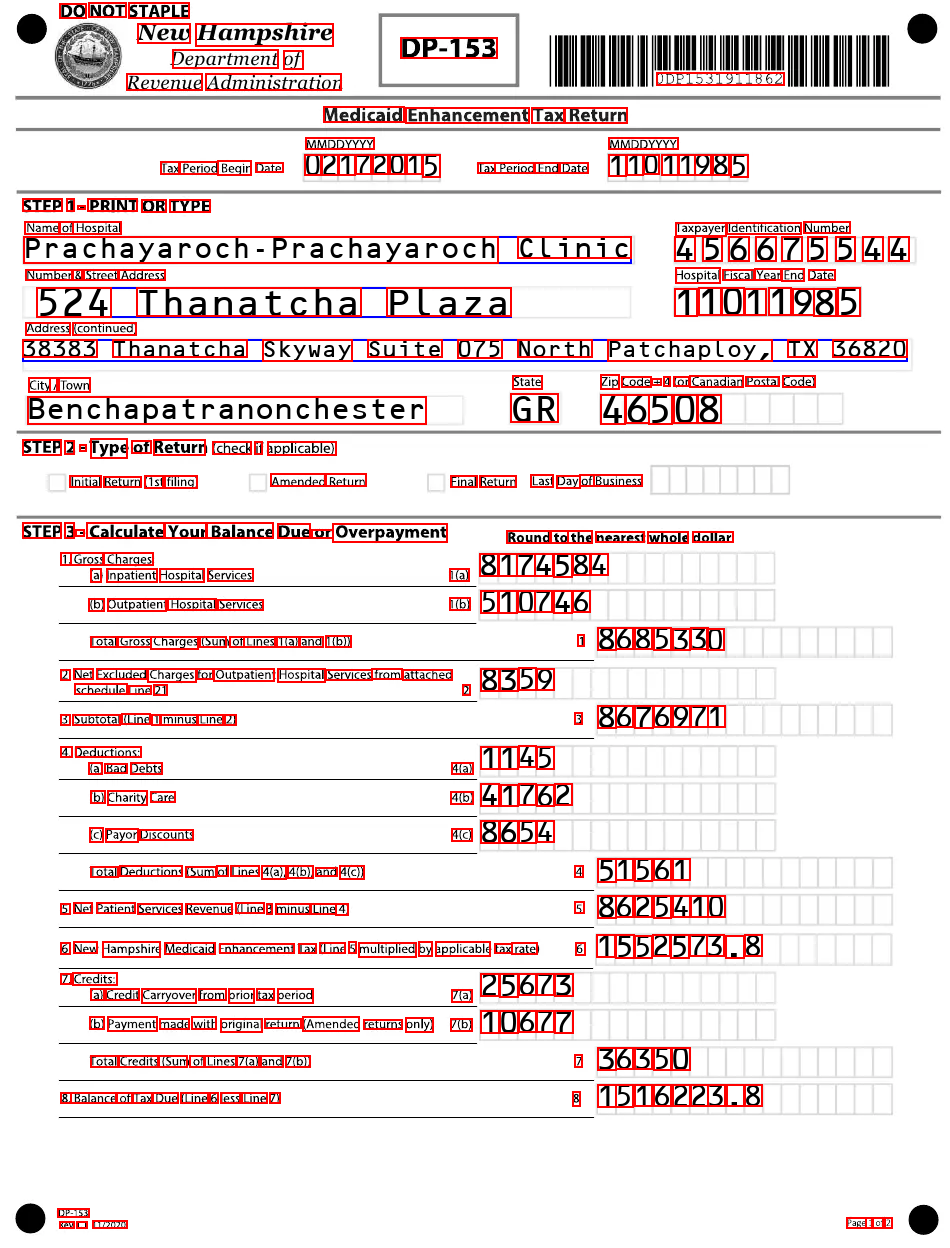 DO NOT STAPLE
New Hampshire
Department of
Revenue Administration
DP-153
0DP1531911862
Medicaid Enhancement Tax Return
MMDDYYYY MMDDYYYY
Tax Period Begin Date 02172015 Tax Period End Date 11011985
STEP 1 - PRINT OR TYPE
Name of Hospital Taxpayer Identification Number
Prachayaroch-Prachayaroch Clinic 456675544
Number & Street Address Hospital Fiscal Year End Date
524 Thanatcha Plaza 11011985
Address (continued)
38383 Thanatcha Skyway Suite 075 North Patchaploy, TX 36820
City / Town State Zip Code + 4 (or Canadian Postal Code)
Benchapatranonchester GR 46508
STEP 2 - Type of Return (check if applicable)
Initial Return (1st filing) Amended Return Final Return Last Day of Business
STEP 3 - Calculate Your Balance Due or Overpayment Round to the nearest whole dollar
1. Gross Charges
(a) Inpatient Hospital Services 1(a) 8174584
(b) Outpatient Hospital Services 1(b) 510746
Total Gross Charges (Sum of Lines 1(a) and 1(b)) 1 8685330
2. Net Excluded Charges for Outpatient Hospital Services from attached
schedule Line 21 2 8359
3. Subtotal (Line 1 minus Line 2) 3 8676971
4. Deductions:
(a) Bad Debts 4(a) 1145
(b) Charity Care 4(b) 41762
(c) Payor Discounts 4(c) 8654
Total Deductions (Sum of Lines 4(a), 4(b), and 4(c)) 4 51561
5. Net Patient Services Revenue (Line 3 minus Line 4) 5 8625410
6. New Hampshire Medicaid Enhancement Tax (Line 5 multiplied by applicable tax rate) 6 1552573.8
7. Credits:
(a) Credit Carryover from prior tax period 7(a) 25673
(b) Payment made with original return (Amended returns only) 7(b) 10677
Total Credits (Sum of Lines 7(a) and 7(b)) 7 36350
8. Balance of Tax Due (Line 6 less Line 7) 8 1516223.8
DP-153
Rev 11/2020 Page 1 of 2